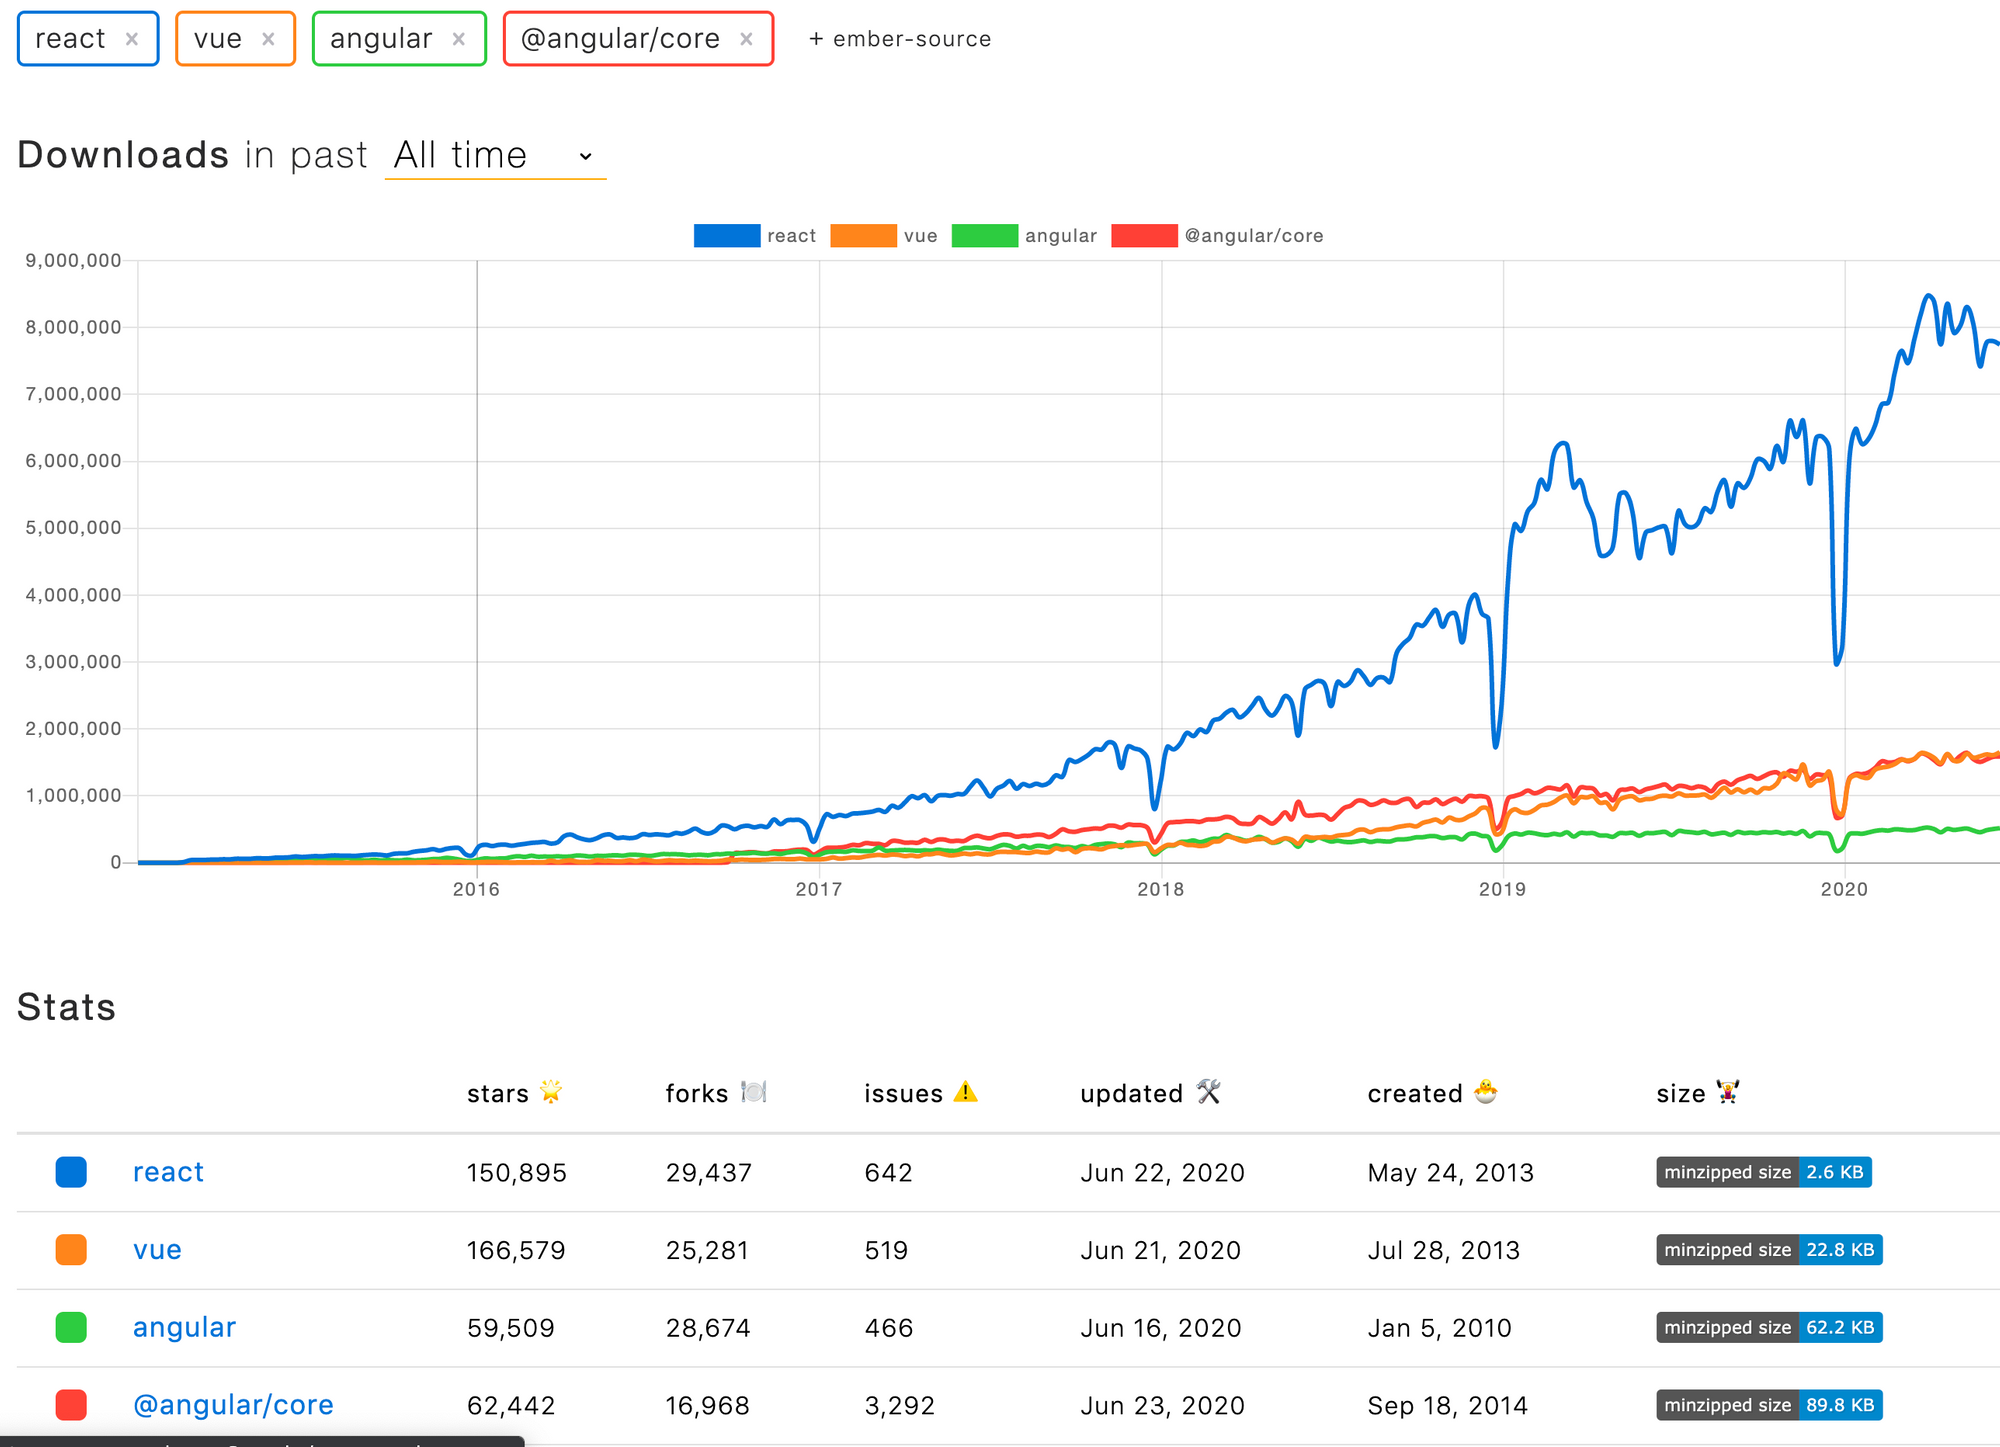 react × vue × angular × @angular/core × + ember-source
Downloads in past All time
react vue angular @angular/core
9,000,000
8,000,000
7,000,000
6,000,000
5,000,000
4,000,000
3,000,000
2,000,000
1,000,000
0
2016 2017 2018 2019 2020
Stats
stars 🌟 forks 🍽️ issues ⚠️ updated 🛠️ created 🐣 size 🏋️‍♀️
react 150,895 29,437 642 Jun 22, 2020 May 24, 2013 minzipped size 2.6 KB
vue 166,579 25,281 519 Jun 21, 2020 Jul 28, 2013 minzipped size 22.8 KB
angular 59,509 28,674 466 Jun 16, 2020 Jan 5, 2010 minzipped size 62.2 KB
@angular/core 62,442 16,968 3,292 Jun 23, 2020 Sep 18, 2014 minzipped size 89.8 KB